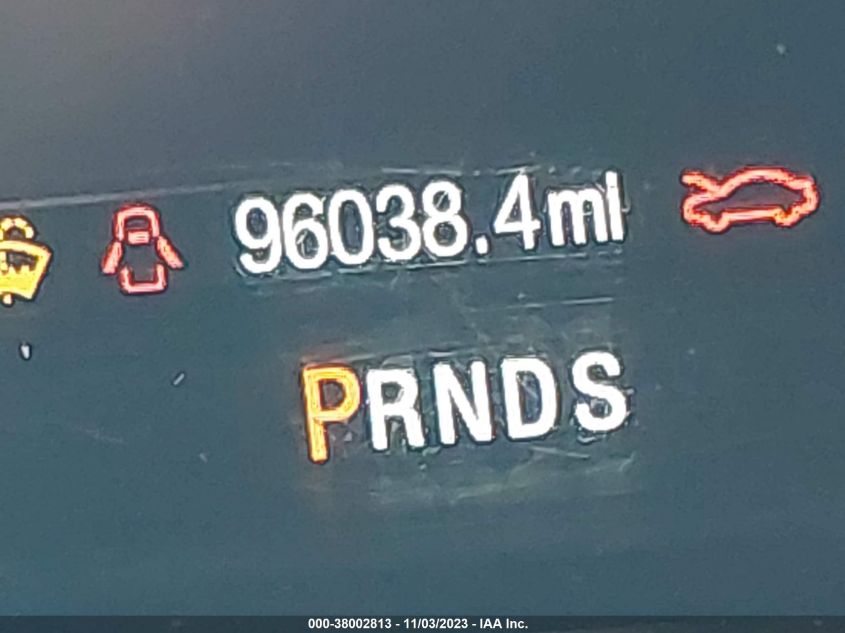 96038.4mi
PRNDS
000-38002813 - 11/03/2023 - IAA Inc.